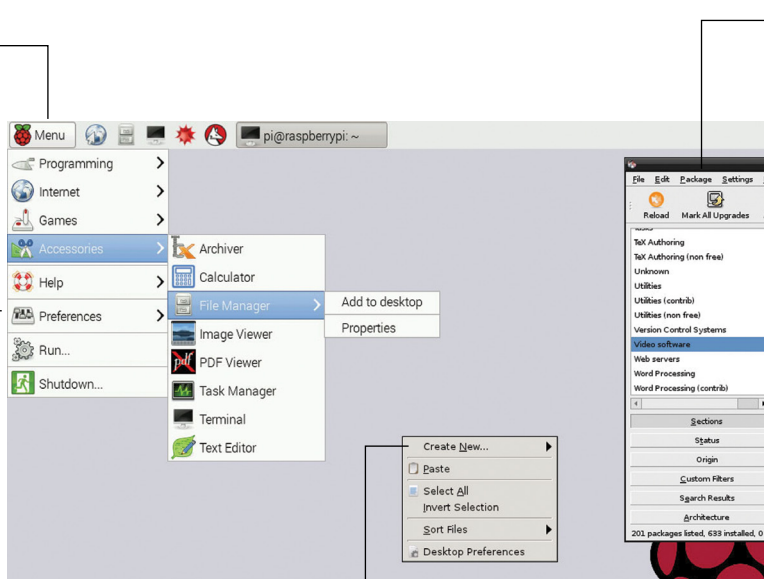 Menu
pi@raspberrypi: ~
Programming
Internet
Games
Accessories
Help
Preferences
Run...
Shutdown...
Archiver
Calculator
File Manager
Image Viewer
PDF Viewer
Task Manager
Terminal
Text Editor
Add to desktop
Properties
Create New...
Paste
Select All
Invert Selection
Sort Files
Desktop Preferences
File Edit Package Settings
Reload Mark All Upgrades
TeX Authoring
TeX Authoring (non free)
Unknown
Utilities
Utilities (contrib)
Utilities (non free)
Version Control Systems
Video software
Web servers
Word Processing
Word Processing (contrib)
Sections
Status
Origin
Custom Filters
Search Results
Architecture
201 packages listed, 633 installed, 0